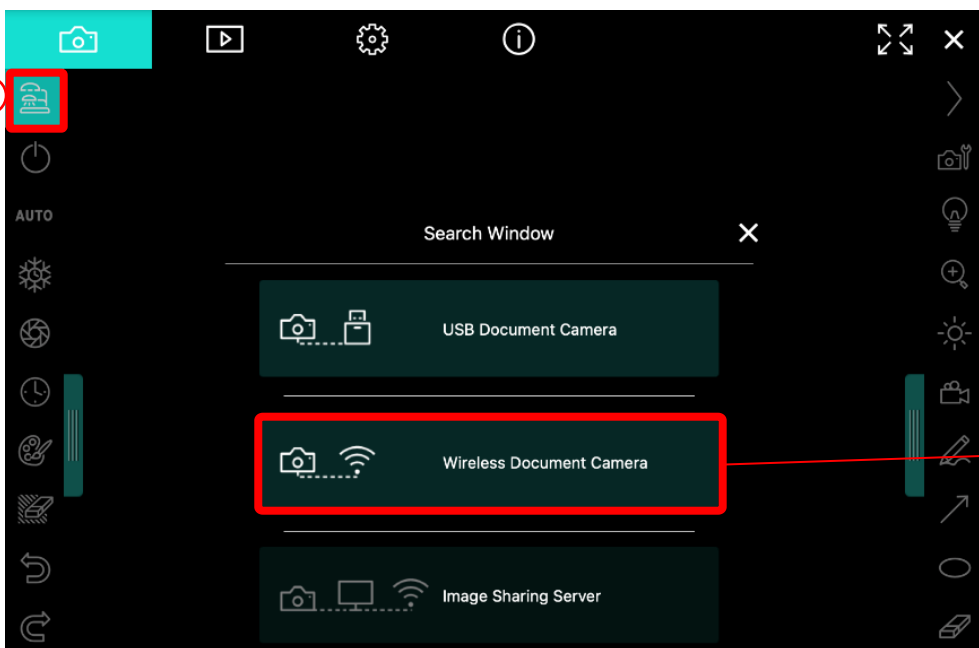 AUTO
Search Window
USB Document Camera
Wireless Document Camera
Image Sharing Server